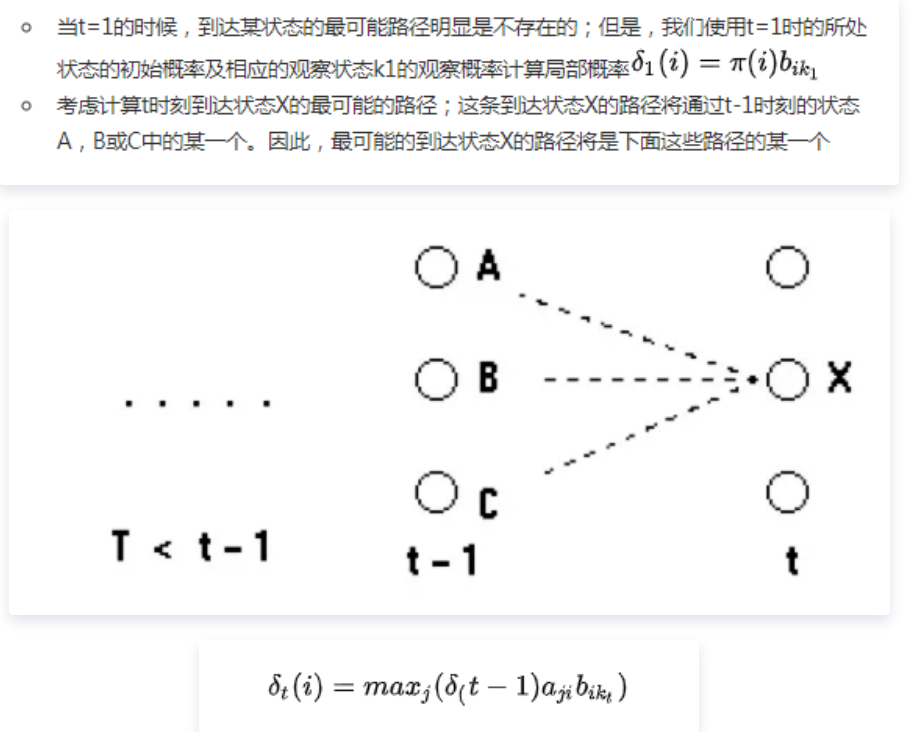 当t=1的时候，到达某状态的最可能路径明显是不存在的；但是，我们使用t=1时的所处
状态的初始概率及相应的观察状态k1的观察概率计算局部概率δ₁(i) = π(i)b_{ik₁}
考虑计算t时刻到达状态X的最可能的路径；这条到达状态X的路径将通过t-1时刻的状态
A，B或C中的某一个。因此，最可能的到达状态X的路径将是下面这些路径的某一个
A
B
X
. . . . .
C
T < t-1
t-1
t
δ_t(i) = max_j(δ_(t − 1)a_{ji}b_{ik_t})